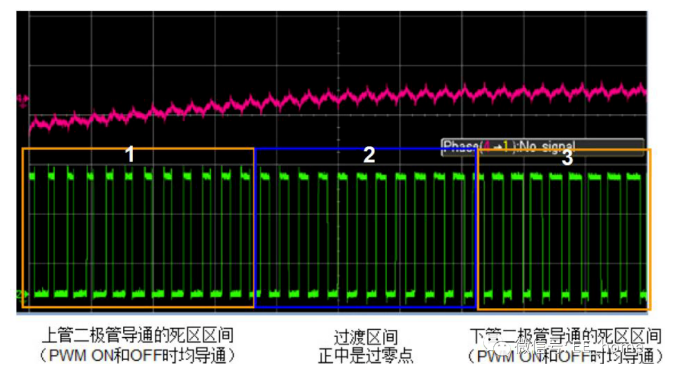 1
2
Phase(4→1):No signal
3
2
上管二极管导通的死区区间
(PWM ON和OFF时均导通)
过渡区间
正中是过零点
下管二极管导通的死区区间
(PWM ON和OFF时均导通)